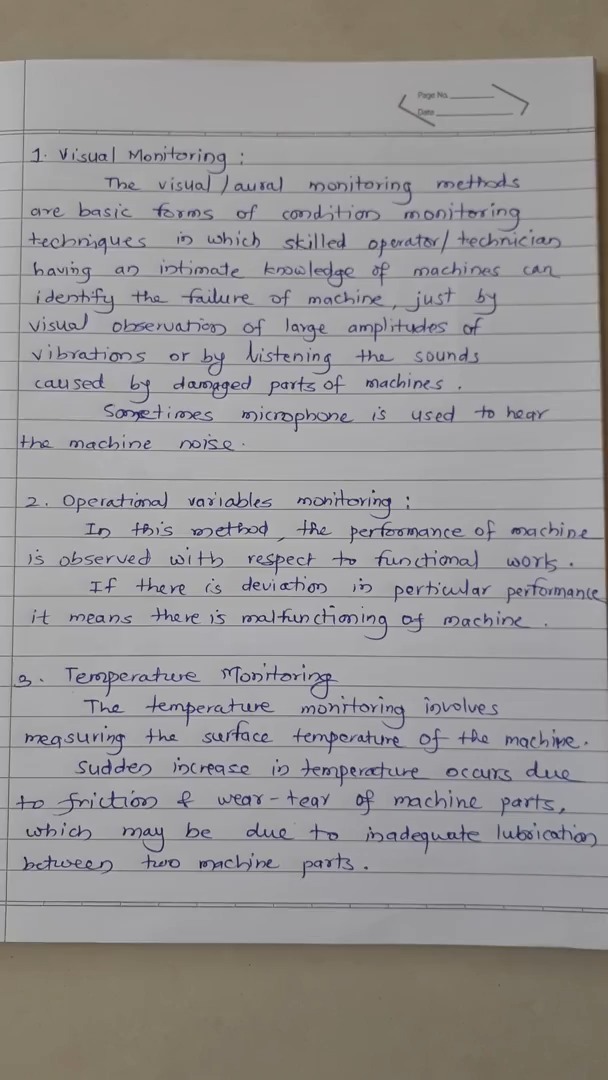 Page No.
Date
1. Visual Monitoring :
The visual / aural monitoring methods
are basic forms of condition monitoring
techniques in which skilled operator/ technician
having an intimate knowledge of machines can
identify the failure of machine, just by
visual observation of large amplitudes of
vibrations or by listening the sounds
caused by damaged parts of machines.
Sometimes microphone is used to hear
the machine noise.
2. Operational variables monitoring :
In this method, the performance of machine
is observed with respect to functional work.
If there is deviation in perticular performance
it means there is malfunctioning of machine.
3. Temperature Monitoring
The temperature monitoring involves
measuring the surface temperature of the machine.
Sudden increase in temperature occurs due
to friction & wear-tear of machine parts,
which may be due to inadequate lubrication
between two machine parts.